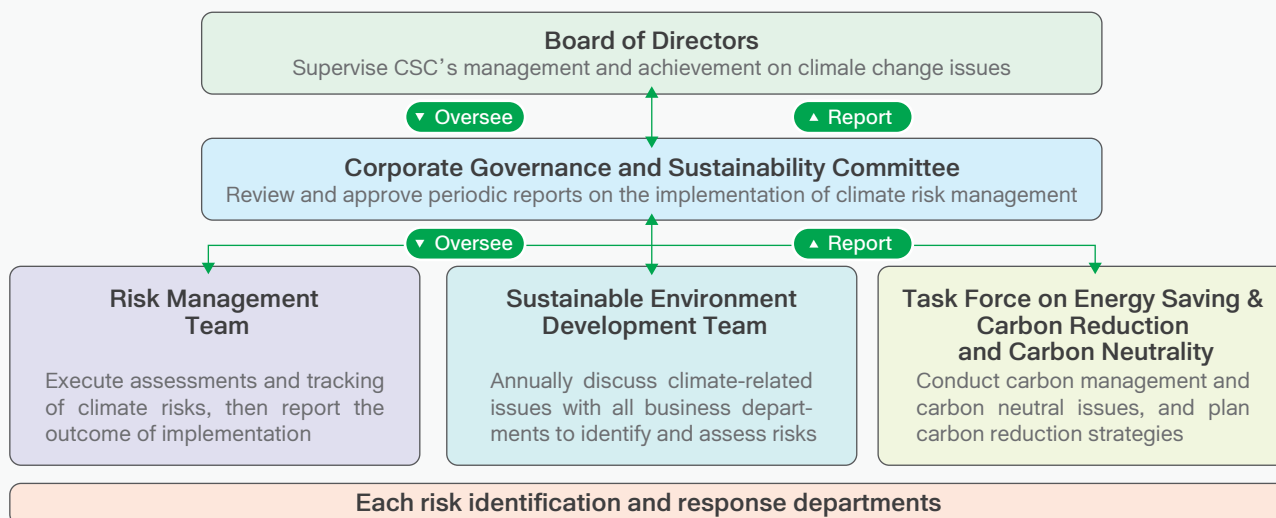 Board of Directors
Supervise CSC's management and achievement on climale change issues
▼ Oversee
▲ Report
Corporate Governance and Sustainability Committee
Review and approve periodic reports on the implementation of climate risk management
▼ Oversee
▲ Report
Risk Management
Team
Execute assessments and tracking
of climate risks, then report the
outcome of implementation
Sustainable Environment
Development Team
Annually discuss climate-related
issues with all business depart-
ments to identify and assess risks
Task Force on Energy Saving &
Carbon Reduction
and Carbon Neutrality
Conduct carbon management and
carbon neutral issues, and plan
carbon reduction strategies
Each risk identification and response departments